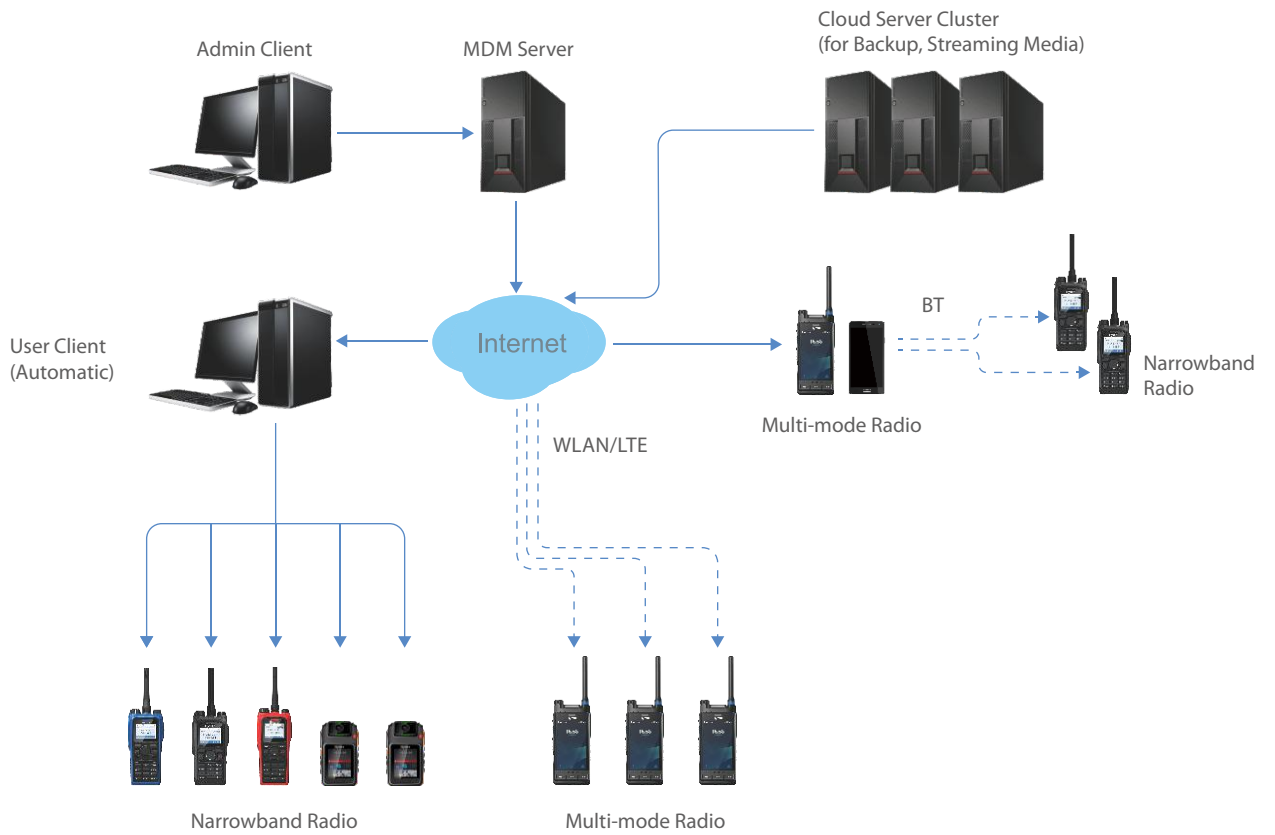 Cloud Server Cluster
(for Backup, Streaming Media)
Admin Client
MDM Server
User Client
(Automatic)
Internet
BT
Narrowband
Radio
Multi-mode Radio
WLAN/LTE
Narrowband Radio
Multi-mode Radio